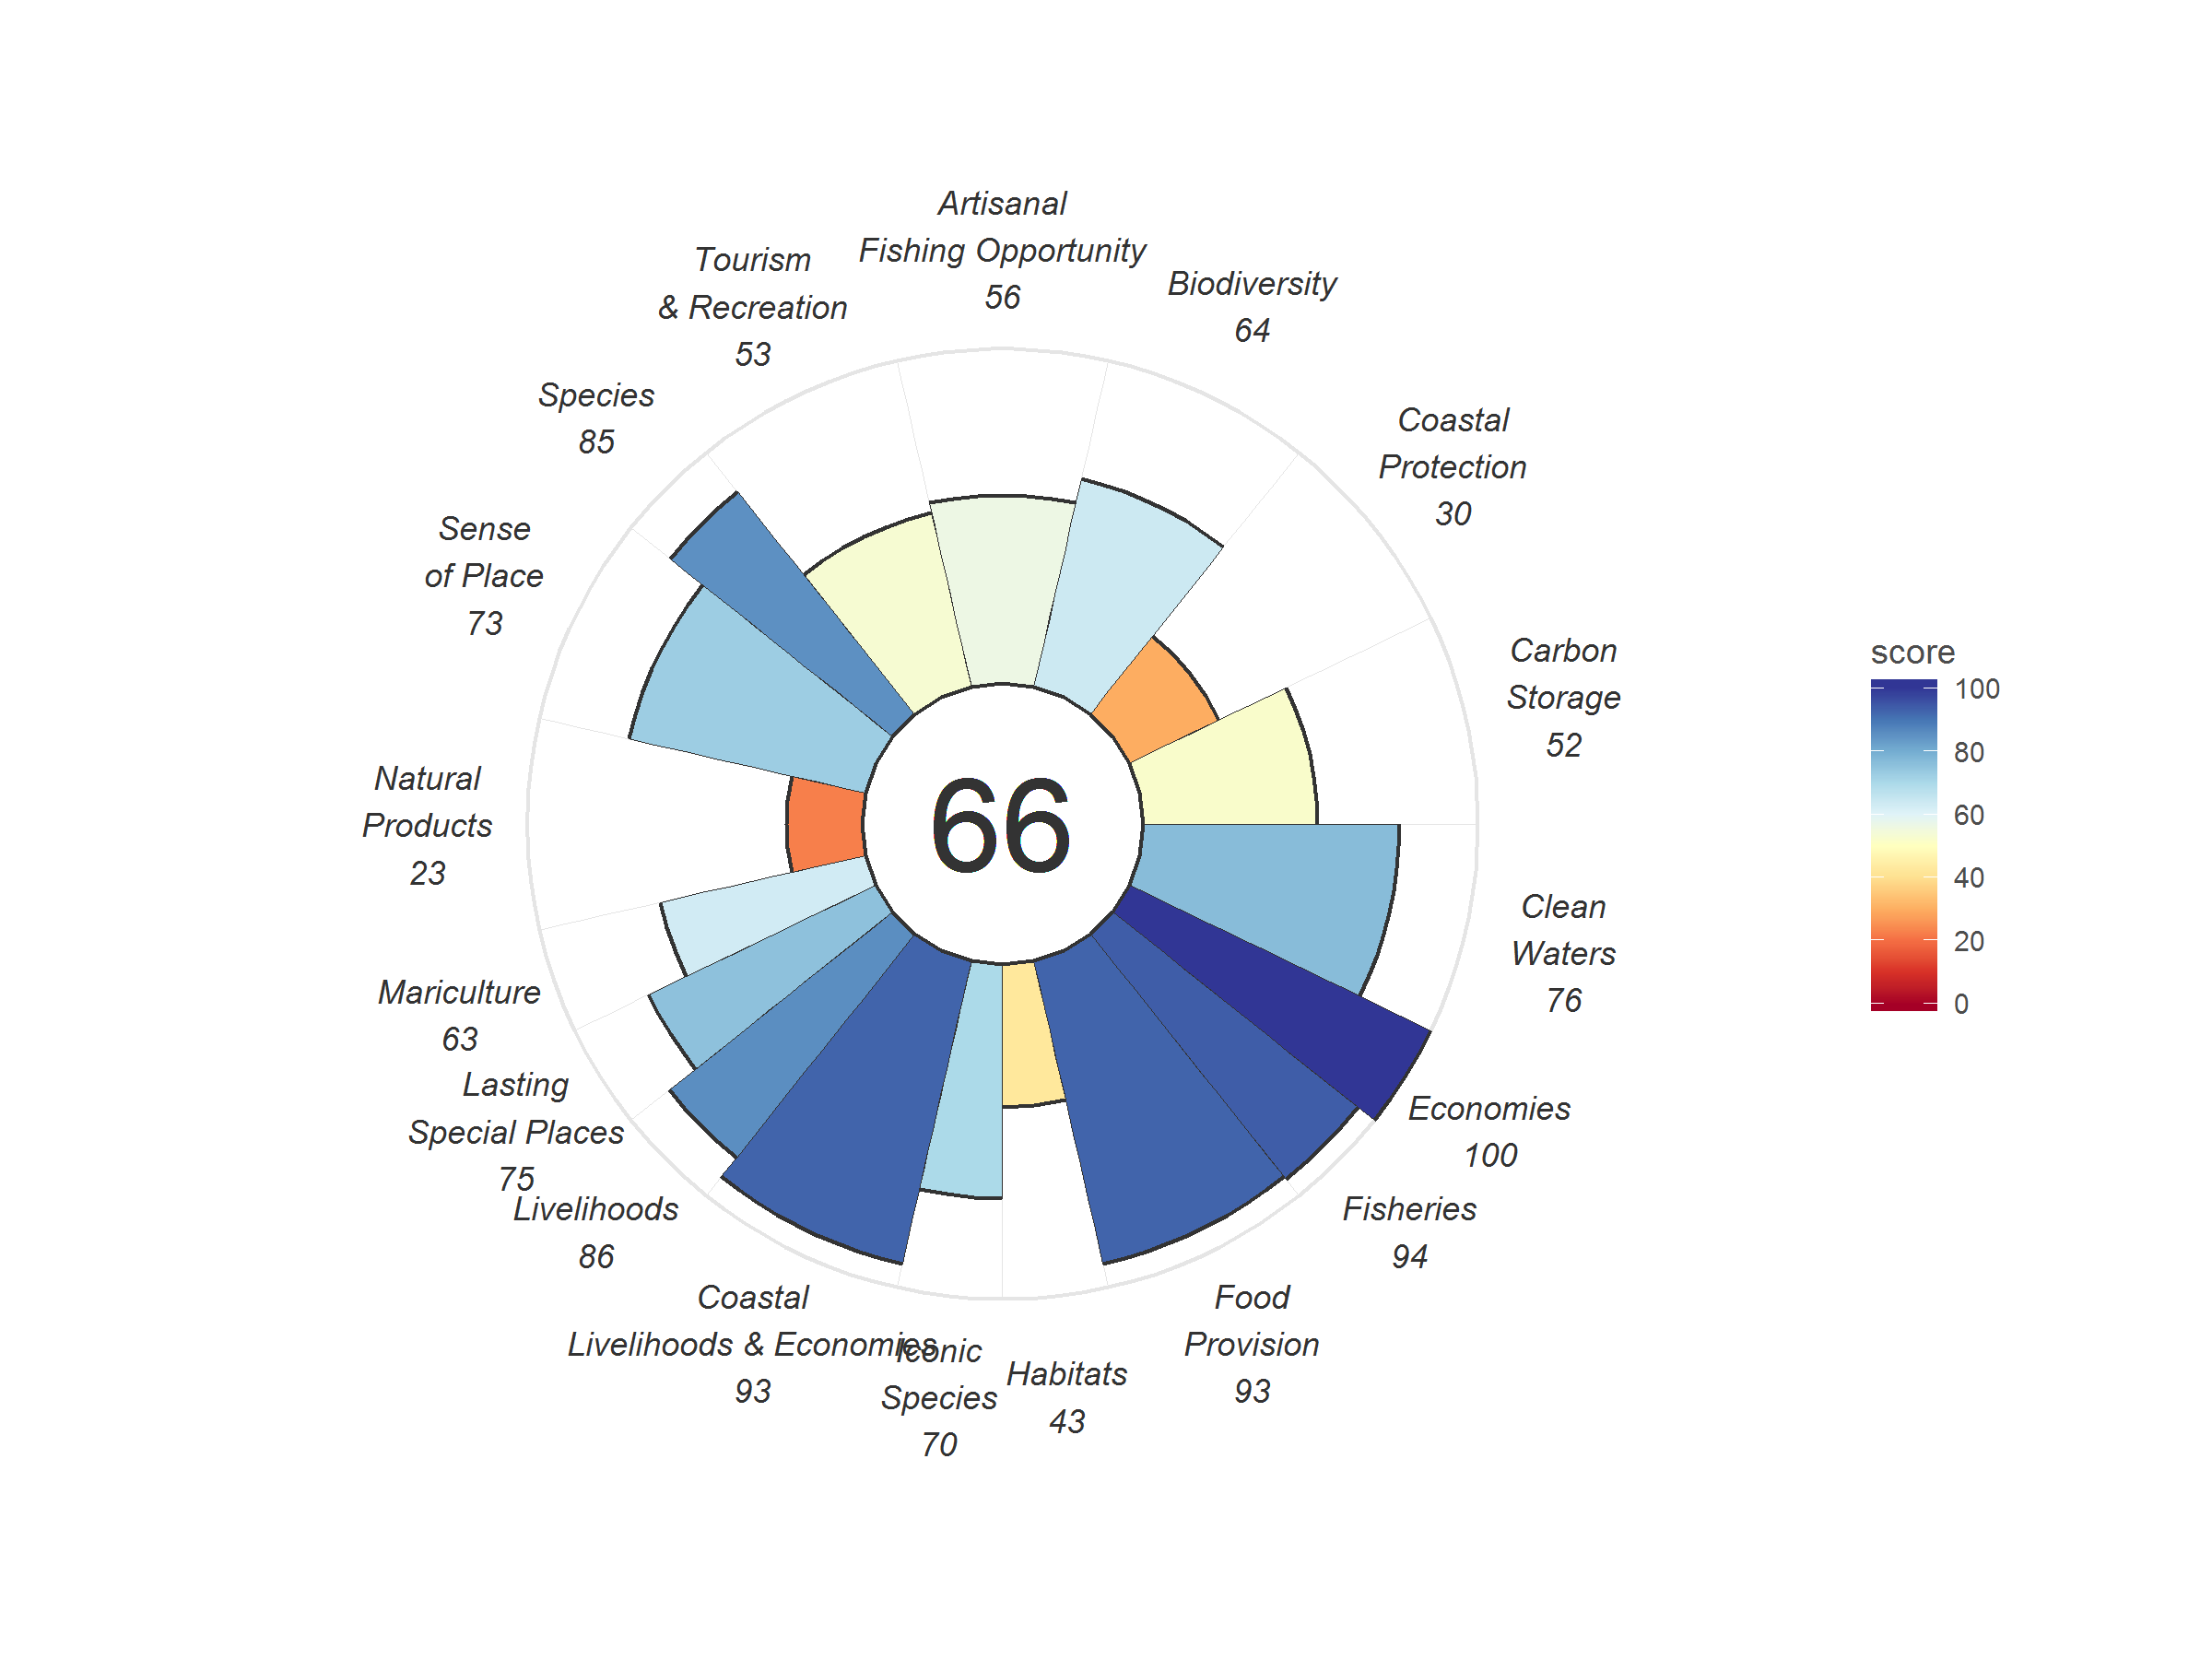 Artisanal
Fishing Opportunity
56
Tourism
& Recreation
53
Biodiversity
64
Species
85
Coastal
Protection
30
Sense
of Place
73
Carbon
Storage
52
score
100
80
60
40
20
0
Natural
Products
23
66
Clean
Waters
76
Mariculture
63
Lasting
Special Places
75
Economies
100
Livelihoods
86
Fisheries
94
Coastal
Livelihoods & Economies
93
Iconic
Species
70
Habitats
43
Food
Provision
93